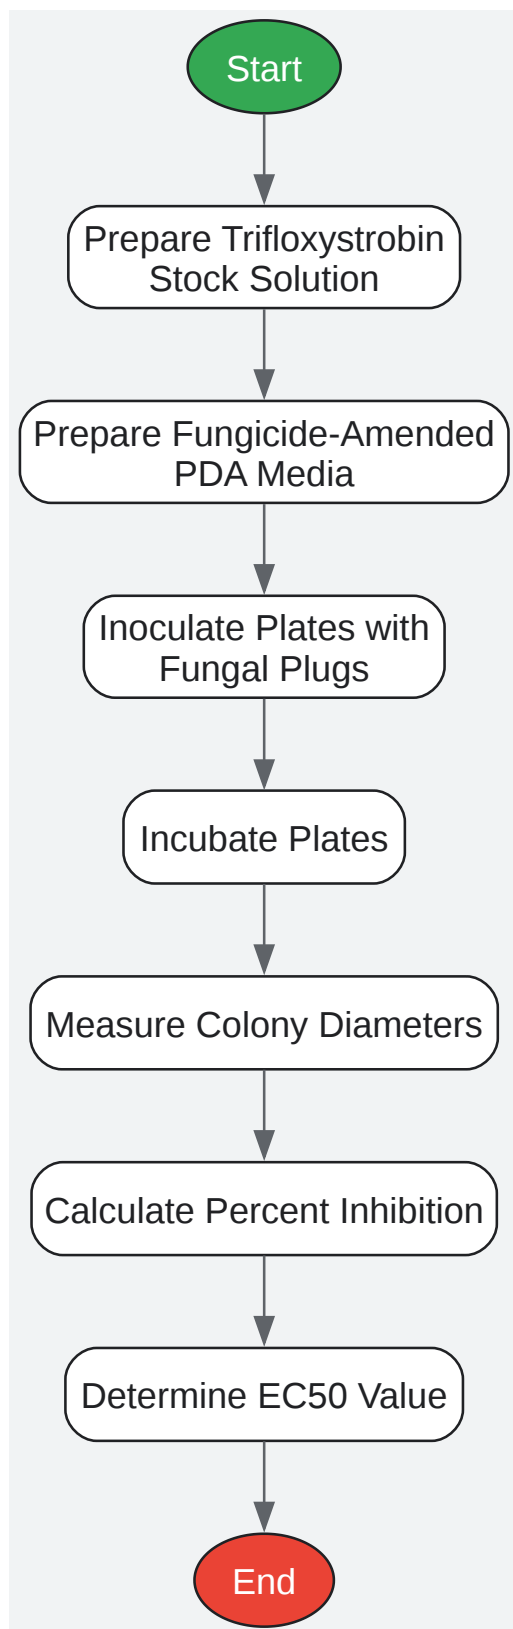 Start
Prepare Trifloxystrobin
Stock Solution
Prepare Fungicide-Amended
PDA Media
Inoculate Plates with
Fungal Plugs
Incubate Plates
Measure Colony Diameters
Calculate Percent Inhibition
Determine EC50 Value
End